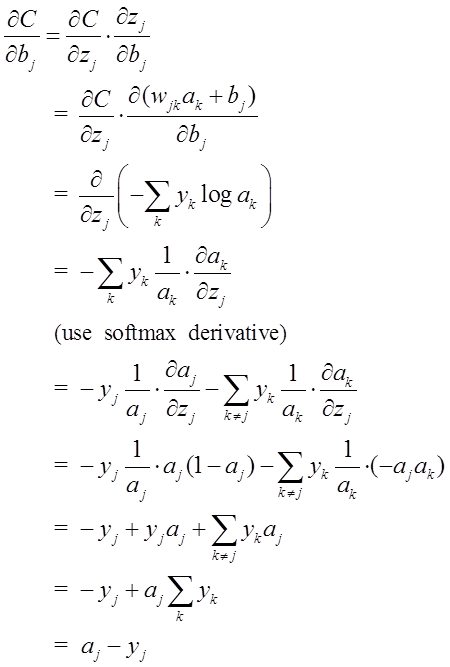 ∂C/∂b_j = ∂C/∂z_j · ∂z_j/∂b_j
= ∂C/∂z_j · ∂(w_jk a_k + b_j)/∂b_j
= ∂/∂z_j (−∑_k y_k log a_k)
= −∑_k y_k 1/a_k · ∂a_k/∂z_j
(use softmax derivative)
= −y_j 1/a_j · ∂a_j/∂z_j − ∑_{k≠j} y_k 1/a_k · ∂a_k/∂z_j
= −y_j 1/a_j · a_j(1−a_j) − ∑_{k≠j} y_k 1/a_k · (−a_j a_k)
= −y_j + y_j a_j + ∑_{k≠j} y_k a_j
= −y_j + a_j ∑_k y_k
= a_j − y_j